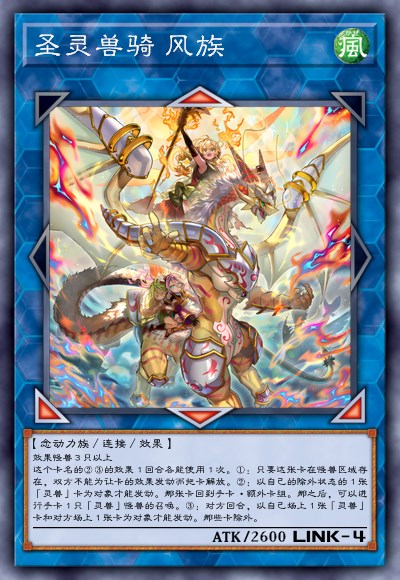 圣灵兽骑 风族
風
【念动力族/连接/效果】
效果怪兽3只以上
这个卡名的②③的效果1回合各能使用1次。①:只要这张卡在怪兽区域存
在,双方不能为让卡的效果发动而把卡解放。②:以自己的除外状态的1张
「灵兽」卡为对象才能发动。那张卡回到手卡·额外卡组。那之后,可以进
行手卡1只「灵兽」怪兽的召唤。③:对方回合,以自己场上1张「灵兽」
卡和对方场上1张卡为对象才能发动。那些卡除外。
ATK/2600 LINK-4